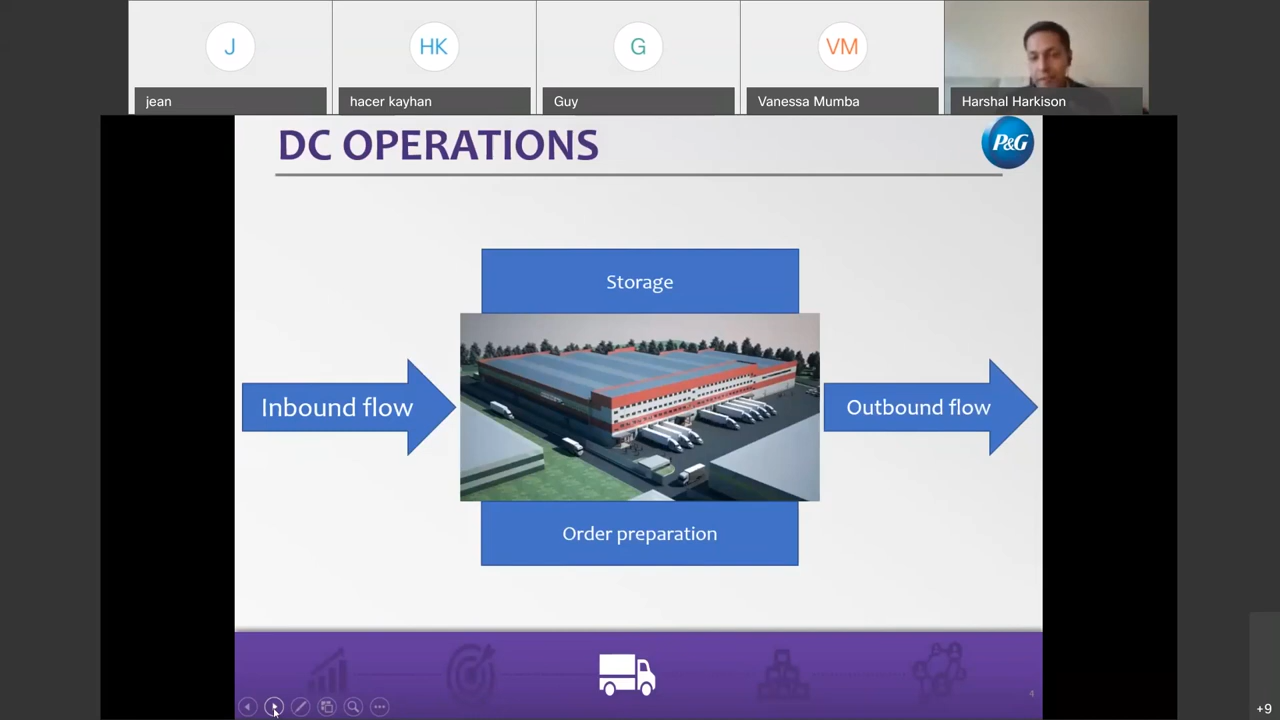 J
HK
G
VM
jean
hacer kayhan
Guy
Vanessa Mumba
Harshal Harkison
DC OPERATIONS
P&G
Storage
Inbound flow
Outbound flow
Order preparation
4
+9